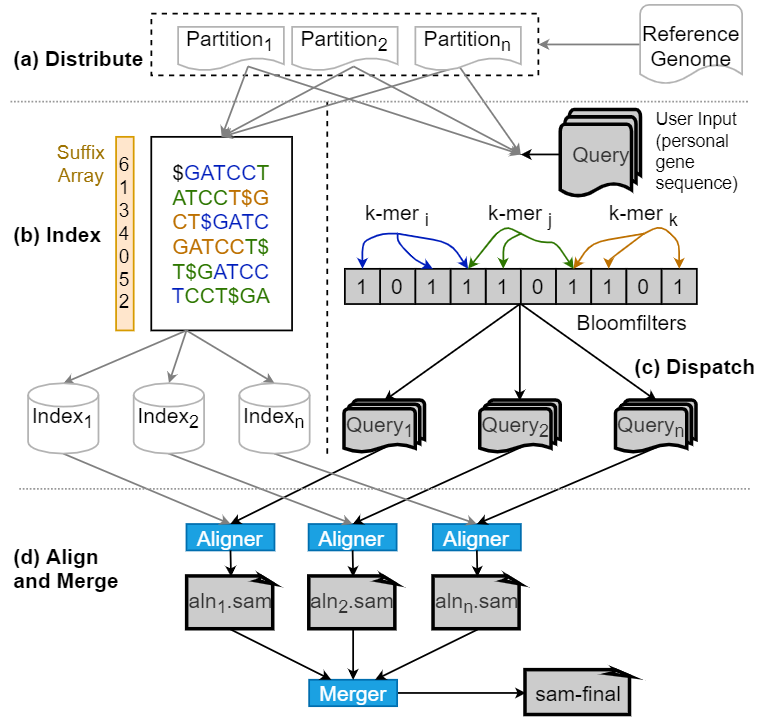 Partition1
Partition2
Partitionn
Reference
Genome
(a) Distribute
User Input
(personal
gene
sequence)
Query
Suffix
Array
6
1
3
4
0
5
2
$GATCCT
ATCCT$G
CT$GATC
GATCCT$
T$GATCC
TCCT$GA
(b) Index
k-mer i
k-mer j
k-mer k
1 0 1 1 1 0 1 1 0 1
Bloomfilters
(c) Dispatch
Index1
Index2
Indexn
Query1
Query2
Queryn
Aligner
Aligner
Aligner
(d) Align
and Merge
aln1.sam
aln2.sam
alnn.sam
Merger
sam-final